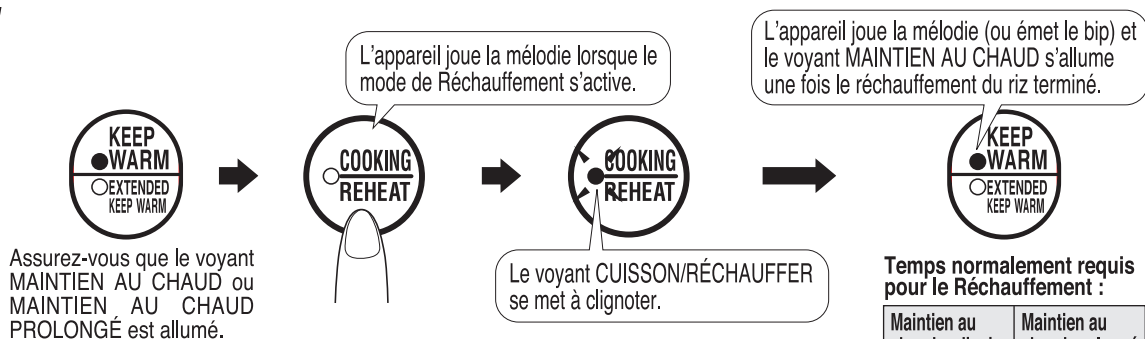 L'appareil joue la mélodie lorsque le
mode de Réchauffement s'active.
L'appareil joue la mélodie (ou émet le bip) et
le voyant MAINTIEN AU CHAUD s'allume
une fois le réchauffement du riz terminé.
KEEP
WARM
EXTENDED
KEEP WARM
COOKING
REHEAT
COOKING
REHEAT
KEEP
WARM
EXTENDED
KEEP WARM
Assurez-vous que le voyant
MAINTIEN AU CHAUD ou
MAINTIEN AU CHAUD
PROLONGÉ est allumé.
Le voyant CUISSON/RÉCHAUFFER
se met à clignoter.
Temps normalement requis
pour le Réchauffement :
Maintien au
Maintien au